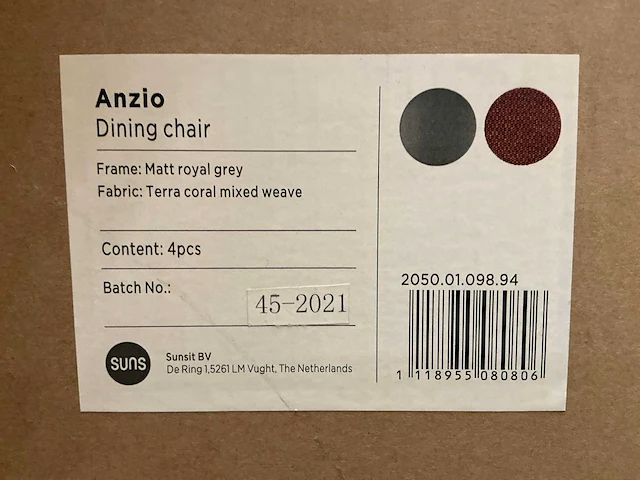 Anzio
Dining chair
Frame: Matt royal grey
Fabric: Terra coral mixed weave
Content: 4pcs
Batch No.:
45-2021
suns
Sunsit BV
De Ring 1,5261 LM Vught, The Netherlands
2050.01.098.94
1 118955 080806